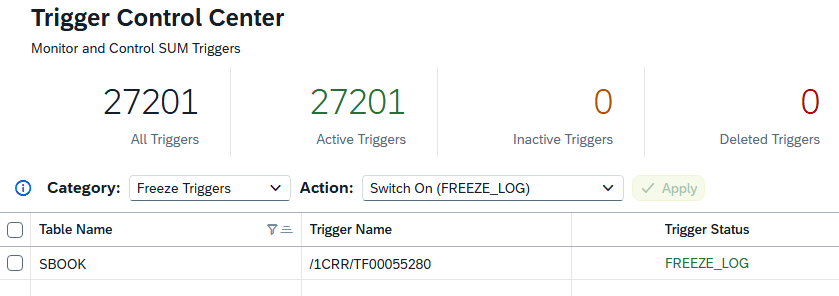 Trigger Control Center
Monitor and Control SUM Triggers
27201 27201 0 0
All Triggers Active Triggers Inactive Triggers Deleted Triggers
Category: Freeze Triggers Action: Switch On (FREEZE_LOG) Apply
Table Name Trigger Name Trigger Status
SBOOK /1CRR/TF00055280 FREEZE_LOG